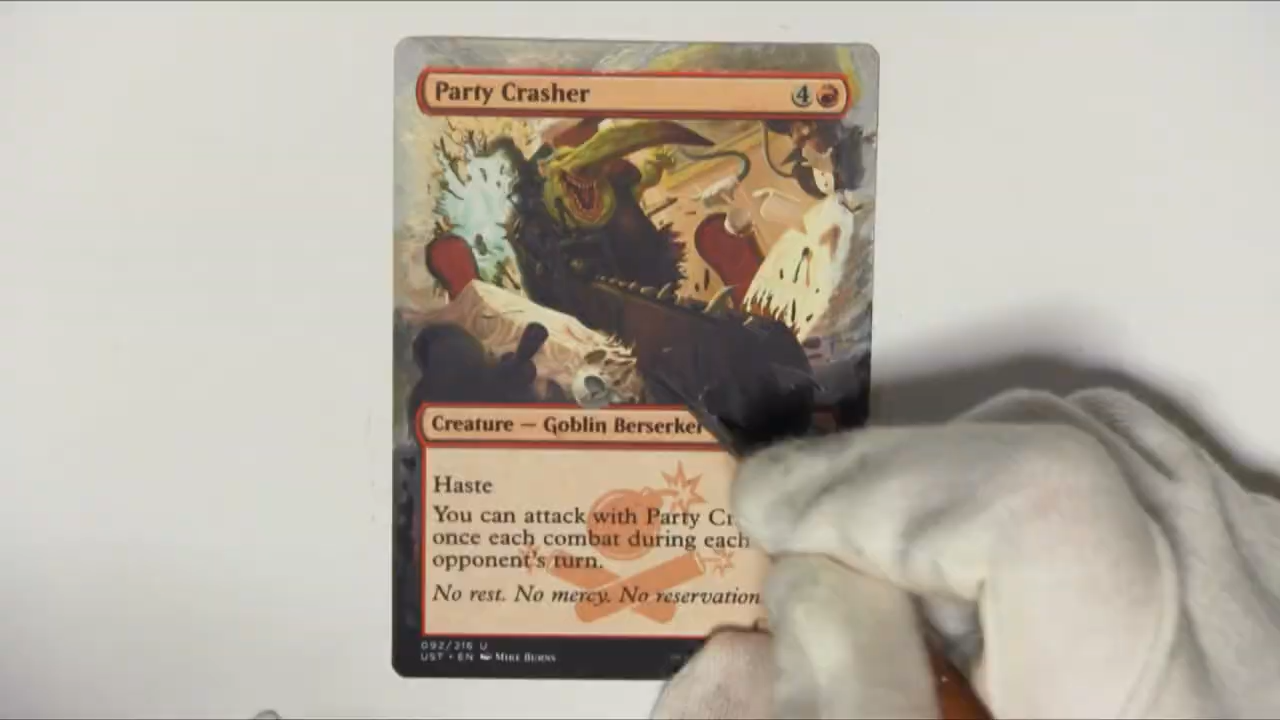 Party Crasher 4
Creature — Goblin Berserker
Haste
You can attack with Party Cr
once each combat during each
opponent's turn.
No rest. No mercy. No reservation
092/216 U
UST • EN Mike Burns